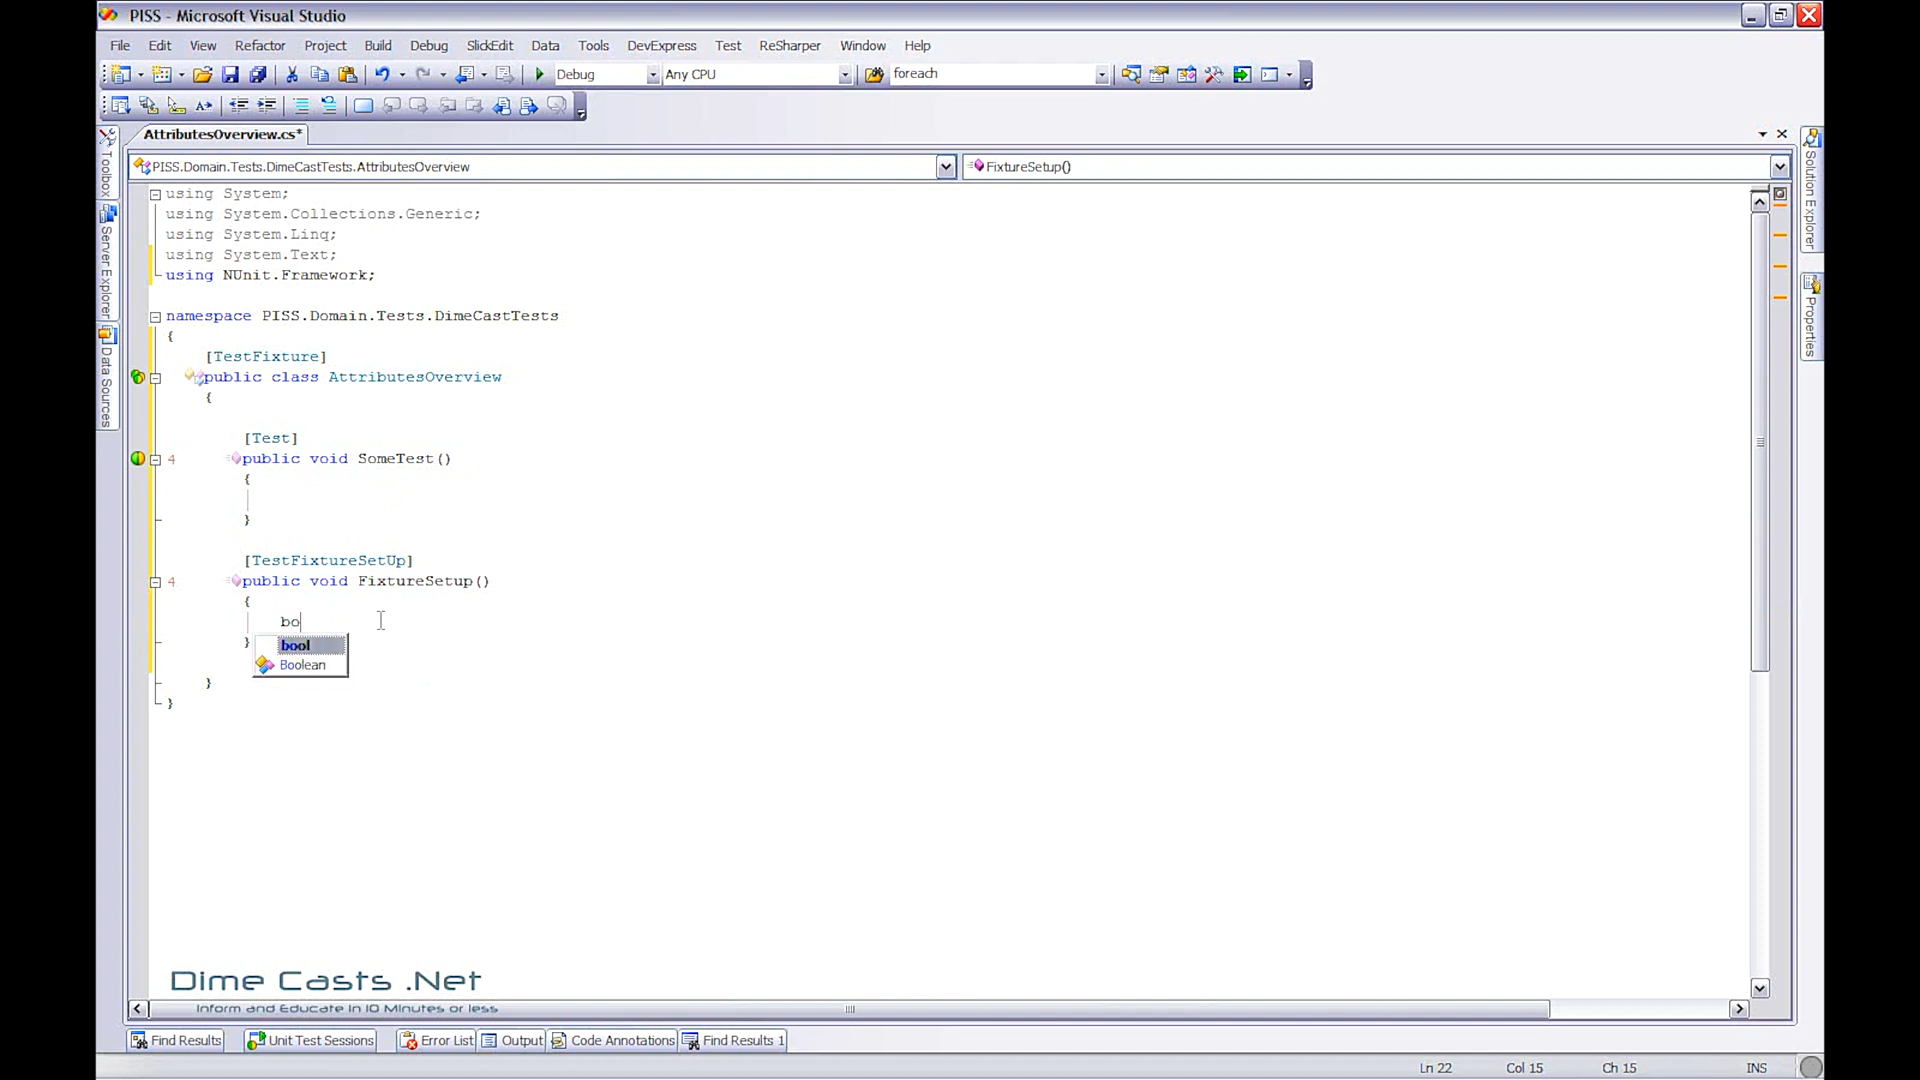 PISS - Microsoft Visual Studio
File Edit View Refactor Project Build Debug SlickEdit Data Tools DevExpress Test ReSharper Window Help
Debug Any CPU foreach
AttributesOverview.cs*
PISS.Domain.Tests.DimeCastTests.AttributesOverview FixtureSetup()
Toolbox
Server Explorer
Data Sources
Solution Explorer
Properties
using System;
using System.Collections.Generic;
using System.Linq;
using System.Text;
using NUnit.Framework;
namespace PISS.Domain.Tests.DimeCastTests
{
[TestFixture]
public class AttributesOverview
{
[Test]
4 public void SomeTest()
{
}
[TestFixtureSetUp]
4 public void FixtureSetup()
{
bo
}
bool
Boolean
}
}
Dime Casts .Net
Inform and Educate in 10 Minutes or less
Find Results Unit Test Sessions Error List Output Code Annotations Find Results 1
Ln 22 Col 15 Ch 15 INS